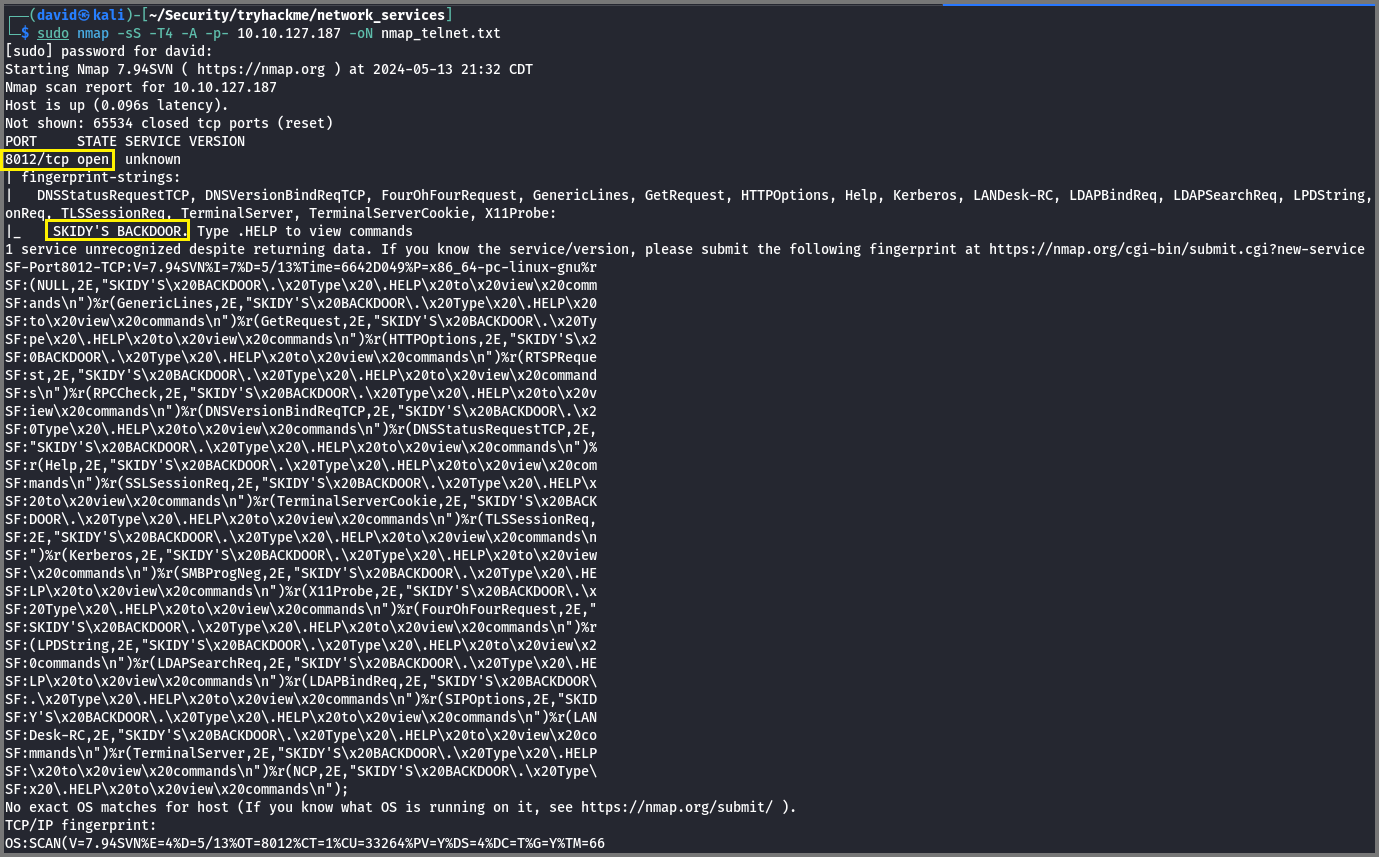 ┌──(david㉿kali)-[~/Security/tryhackme/network_services]
└─$ sudo nmap -sS -T4 -A -p- 10.10.127.187 -oN nmap_telnet.txt
[sudo] password for david:
Starting Nmap 7.94SVN ( https://nmap.org ) at 2024-05-13 21:32 CDT
Nmap scan report for 10.10.127.187
Host is up (0.096s latency).
Not shown: 65534 closed tcp ports (reset)
PORT     STATE SERVICE VERSION
8012/tcp open  unknown
| fingerprint-strings:
|   DNSStatusRequestTCP, DNSVersionBindReqTCP, FourOhFourRequest, GenericLines, GetRequest, HTTPOptions, Help, Kerberos, LANDesk-RC, LDAPBindReq, LDAPSearchReq, LPDString,
onReq, TLSSessionReq, TerminalServer, TerminalServerCookie, X11Probe:
|_    SKIDY'S BACKDOOR. Type .HELP to view commands
1 service unrecognized despite returning data. If you know the service/version, please submit the following fingerprint at https://nmap.org/cgi-bin/submit.cgi?new-service
SF-Port8012-TCP:V=7.94SVN%I=7%D=5/13%Time=6642D049%P=x86_64-pc-linux-gnu%r
SF:(NULL,2E,"SKIDY'S\x20BACKDOOR\.\x20Type\x20\.HELP\x20to\x20view\x20comm
SF:ands\n")%r(GenericLines,2E,"SKIDY'S\x20BACKDOOR\.\x20Type\x20\.HELP\x20
SF:to\x20view\x20commands\n")%r(GetRequest,2E,"SKIDY'S\x20BACKDOOR\.\x20Ty
SF:pe\x20\.HELP\x20to\x20view\x20commands\n")%r(HTTPOptions,2E,"SKIDY'S\x2
SF:0BACKDOOR\.\x20Type\x20\.HELP\x20to\x20view\x20commands\n")%r(RTSPReque
SF:st,2E,"SKIDY'S\x20BACKDOOR\.\x20Type\x20\.HELP\x20to\x20view\x20command
SF:s\n")%r(RPCCheck,2E,"SKIDY'S\x20BACKDOOR\.\x20Type\x20\.HELP\x20to\x20v
SF:iew\x20commands\n")%r(DNSVersionBindReqTCP,2E,"SKIDY'S\x20BACKDOOR\.\x2
SF:0Type\x20\.HELP\x20to\x20view\x20commands\n")%r(DNSStatusRequestTCP,2E,
SF:"SKIDY'S\x20BACKDOOR\.\x20Type\x20\.HELP\x20to\x20view\x20commands\n")%
SF:r(Help,2E,"SKIDY'S\x20BACKDOOR\.\x20Type\x20\.HELP\x20to\x20view\x20com
SF:mands\n")%r(SSLSessionReq,2E,"SKIDY'S\x20BACKDOOR\.\x20Type\x20\.HELP\x
SF:20to\x20view\x20commands\n")%r(TerminalServerCookie,2E,"SKIDY'S\x20BACK
SF:DOOR\.\x20Type\x20\.HELP\x20to\x20view\x20commands\n")%r(TLSSessionReq,
SF:2E,"SKIDY'S\x20BACKDOOR\.\x20Type\x20\.HELP\x20to\x20view\x20commands\n
SF:")%r(Kerberos,2E,"SKIDY'S\x20BACKDOOR\.\x20Type\x20\.HELP\x20to\x20view
SF:\x20commands\n")%r(SMBProgNeg,2E,"SKIDY'S\x20BACKDOOR\.\x20Type\x20\.HE
SF:LP\x20to\x20view\x20commands\n")%r(X11Probe,2E,"SKIDY'S\x20BACKDOOR\.\x
SF:20Type\x20\.HELP\x20to\x20view\x20commands\n")%r(FourOhFourRequest,2E,"
SF:SKIDY'S\x20BACKDOOR\.\x20Type\x20\.HELP\x20to\x20view\x20commands\n")%r
SF:(LPDString,2E,"SKIDY'S\x20BACKDOOR\.\x20Type\x20\.HELP\x20to\x20view\x2
SF:0commands\n")%r(LDAPSearchReq,2E,"SKIDY'S\x20BACKDOOR\.\x20Type\x20\.HE
SF:LP\x20to\x20view\x20commands\n")%r(LDAPBindReq,2E,"SKIDY'S\x20BACKDOOR\
SF:.\x20Type\x20\.HELP\x20to\x20view\x20commands\n")%r(SIPOptions,2E,"SKID
SF:Y'S\x20BACKDOOR\.\x20Type\x20\.HELP\x20to\x20view\x20commands\n")%r(LAN
SF:Desk-RC,2E,"SKIDY'S\x20BACKDOOR\.\x20Type\x20\.HELP\x20to\x20view\x20co
SF:mmands\n")%r(TerminalServer,2E,"SKIDY'S\x20BACKDOOR\.\x20Type\x20\.HELP
SF:\x20to\x20view\x20commands\n")%r(NCP,2E,"SKIDY'S\x20BACKDOOR\.\x20Type\
SF:x20\.HELP\x20to\x20view\x20commands\n");
No exact OS matches for host (If you know what OS is running on it, see https://nmap.org/submit/ ).
TCP/IP fingerprint:
OS:SCAN(V=7.94SVN%E=4%D=5/13%OT=8012%CT=1%CU=33264%PV=Y%DS=4%DC=T%G=Y%TM=66